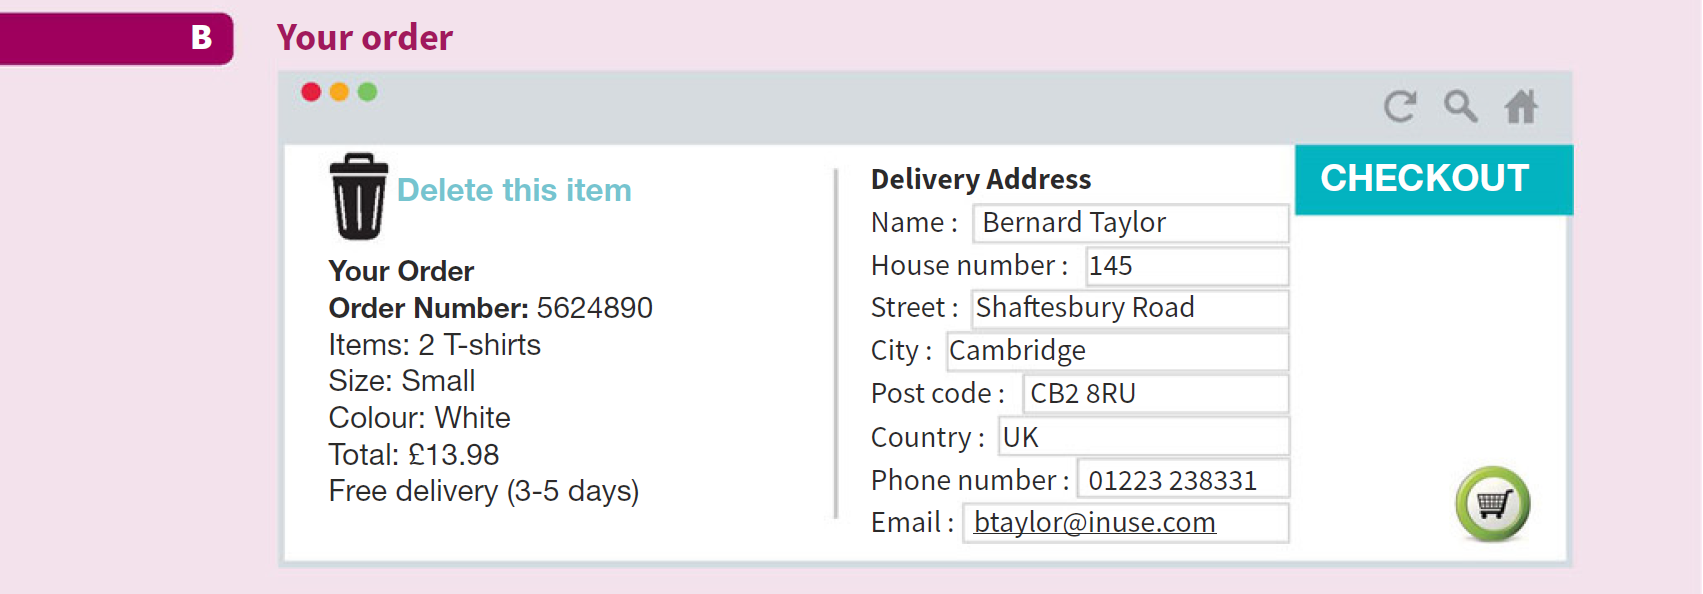 B
Your order
Delete this item
Your Order
Order Number: 5624890
Items: 2 T-shirts
Size: Small
Colour: White
Total: £13.98
Free delivery (3-5 days)
Delivery Address
Name : Bernard Taylor
House number : 145
Street : Shaftesbury Road
City : Cambridge
Post code : CB2 8RU
Country : UK
Phone number : 01223 238331
Email : btaylor@inuse.com
CHECKOUT